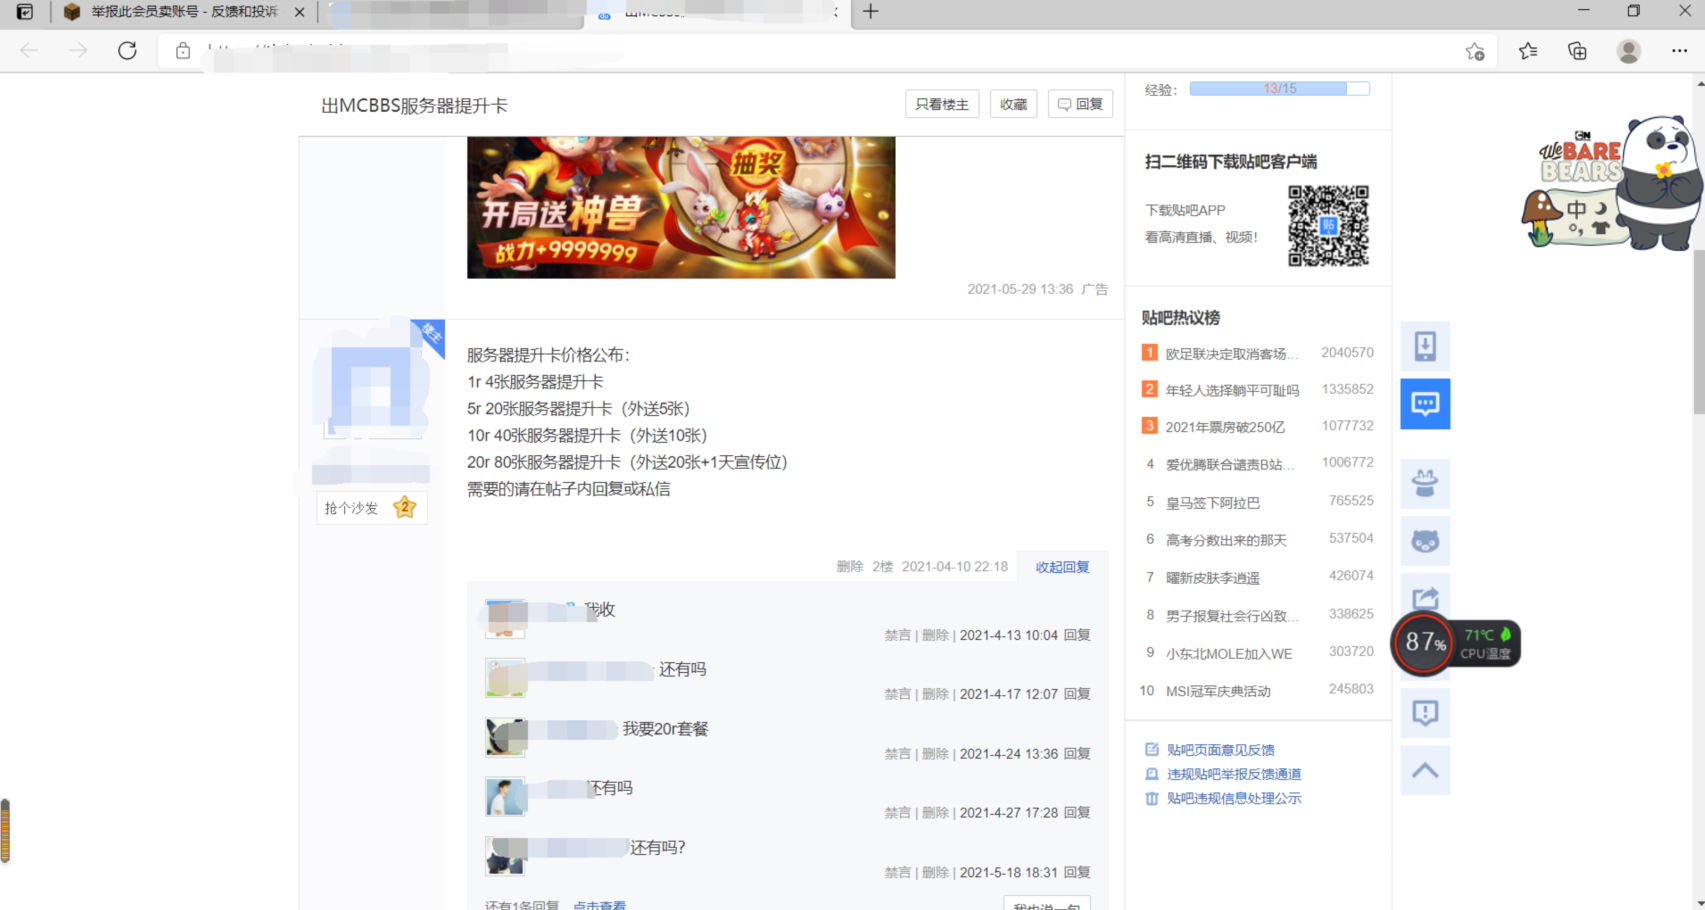 举报此会员卖账号 - 反馈和投诉
出MCBBS服务器提升卡
只看楼主
收藏
回复
经验：
13/15
抽奖
开局送神兽
战力+9999999
2021-05-29 13:36 广告
扫二维码下载贴吧客户端
下载贴吧APP
看高清直播、视频！
贴
CN
We BARE BEARS
中
楼主
服务器提升卡价格公布：
1r 4张服务器提升卡
5r 20张服务器提升卡（外送5张）
10r 40张服务器提升卡（外送10张）
20r 80张服务器提升卡（外送20张+1天宣传位）
需要的请在帖子内回复或私信
抢个沙发 2
删除 2楼 2021-04-10 22:18 收起回复
我收
禁言 | 删除 | 2021-4-13 10:04 回复
还有吗
禁言 | 删除 | 2021-4-17 12:07 回复
我要20r套餐
禁言 | 删除 | 2021-4-24 13:36 回复
还有吗
禁言 | 删除 | 2021-4-27 17:28 回复
还有吗？
禁言 | 删除 | 2021-5-18 18:31 回复
还有1条回复，点击查看
我也说一句
贴吧热议榜
1 欧足联决定取消客场... 2040570
2 年轻人选择躺平可耻吗 1335852
3 2021年票房破250亿 1077732
4 爱优腾联合谴责B站... 1006772
5 皇马签下阿拉巴 765525
6 高考分数出来的那天 537504
7 曜新皮肤李逍遥 426074
8 男子报复社会行凶致... 338625
9 小东北MOLE加入WE 303720
10 MSI冠军庆典活动 245803
贴吧页面意见反馈
违规贴吧举报反馈通道
贴吧违规信息处理公示
87%
71℃
CPU温度